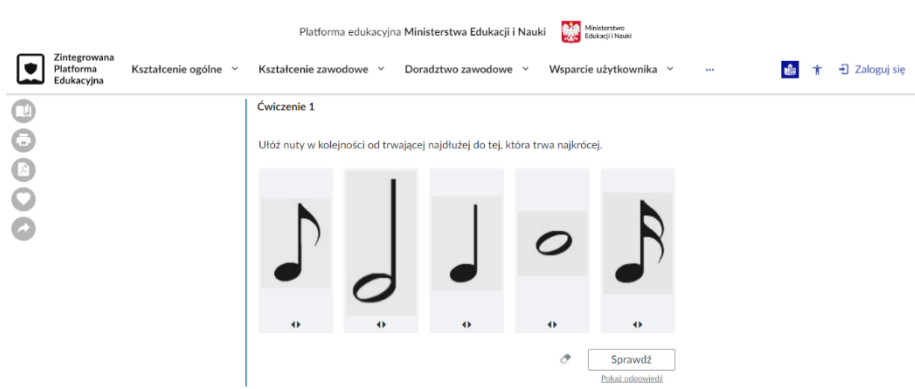 Platforma edukacyjna Ministerstwa Edukacji i Nauki
Ministerstwo
Edukacji i Nauki
Zintegrowana
Platforma
Edukacyjna
Kształcenie ogólne
Kształcenie zawodowe
Doradztwo zawodowe
Wsparcie użytkownika
...
Zaloguj się
Ćwiczenie 1
Ułóż nuty w kolejności od trwającej najdłużej do tej, która trwa najkrócej.
Sprawdź
Pokaż odpowiedź